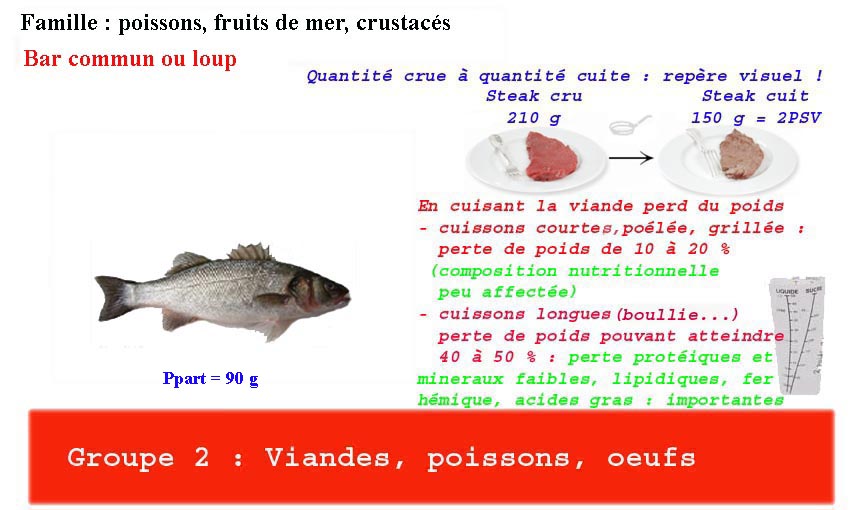 Famille : poissons, fruits de mer, crustacés
Bar commun ou loup
Quantité crue à quantité cuite : repère visuel !
Steak cru
210 g
Steak cuit
150 g = 2PSV
En cuisant la viande perd du poids
- cuissons courtes,poélée, grillée :
perte de poids de 10 à 20 %
(composition nutritionnelle
peu affectée)
- cuissons longues(boullie...)
perte de poids pouvant atteindre
40 à 50 % : perte protéiques et
mineraux faibles, lipidiques, fer
hémique, acides gras : importantes
LIQUIDE SUCRE
Ppart = 90 g
Groupe 2 : Viandes, poissons, oeufs